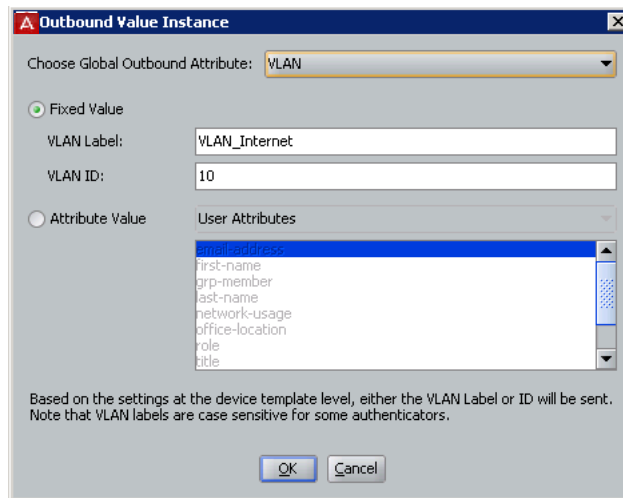 Outbound Value Instance
Choose Global Outbound Attribute: VLAN
Fixed Value
VLAN Label: VLAN_Internet
VLAN ID: 10
Attribute Value User Attributes
email-address
first-name
grp-member
last-name
network-usage
office-location
role
title
Based on the settings at the device template level, either the VLAN Label or ID will be sent.
Note that VLAN labels are case sensitive for some authenticators.
OK Cancel